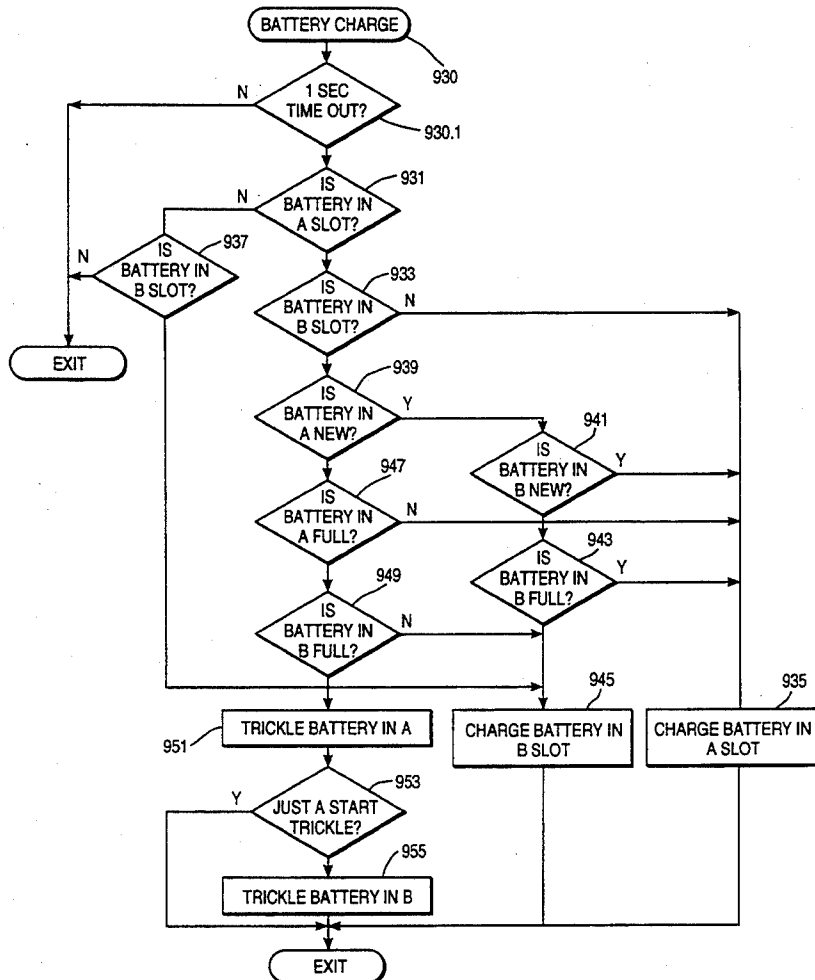 BATTERY CHARGE
930
N
1 SEC
TIME OUT?
930.1
N
IS
BATTERY IN
A SLOT?
931
N
IS
BATTERY IN
B SLOT?
937
IS
BATTERY IN
B SLOT?
933
N
EXIT
IS
BATTERY IN
A NEW?
939
Y
IS
BATTERY IN
B NEW?
941
Y
IS
BATTERY IN
A FULL?
947
N
IS
BATTERY IN
B FULL?
943
Y
IS
BATTERY IN
B FULL?
949
N
TRICKLE BATTERY IN A
951
CHARGE BATTERY IN
B SLOT
945
CHARGE BATTERY IN
A SLOT
935
Y
JUST A START
TRICKLE?
953
TRICKLE BATTERY IN B
955
EXIT